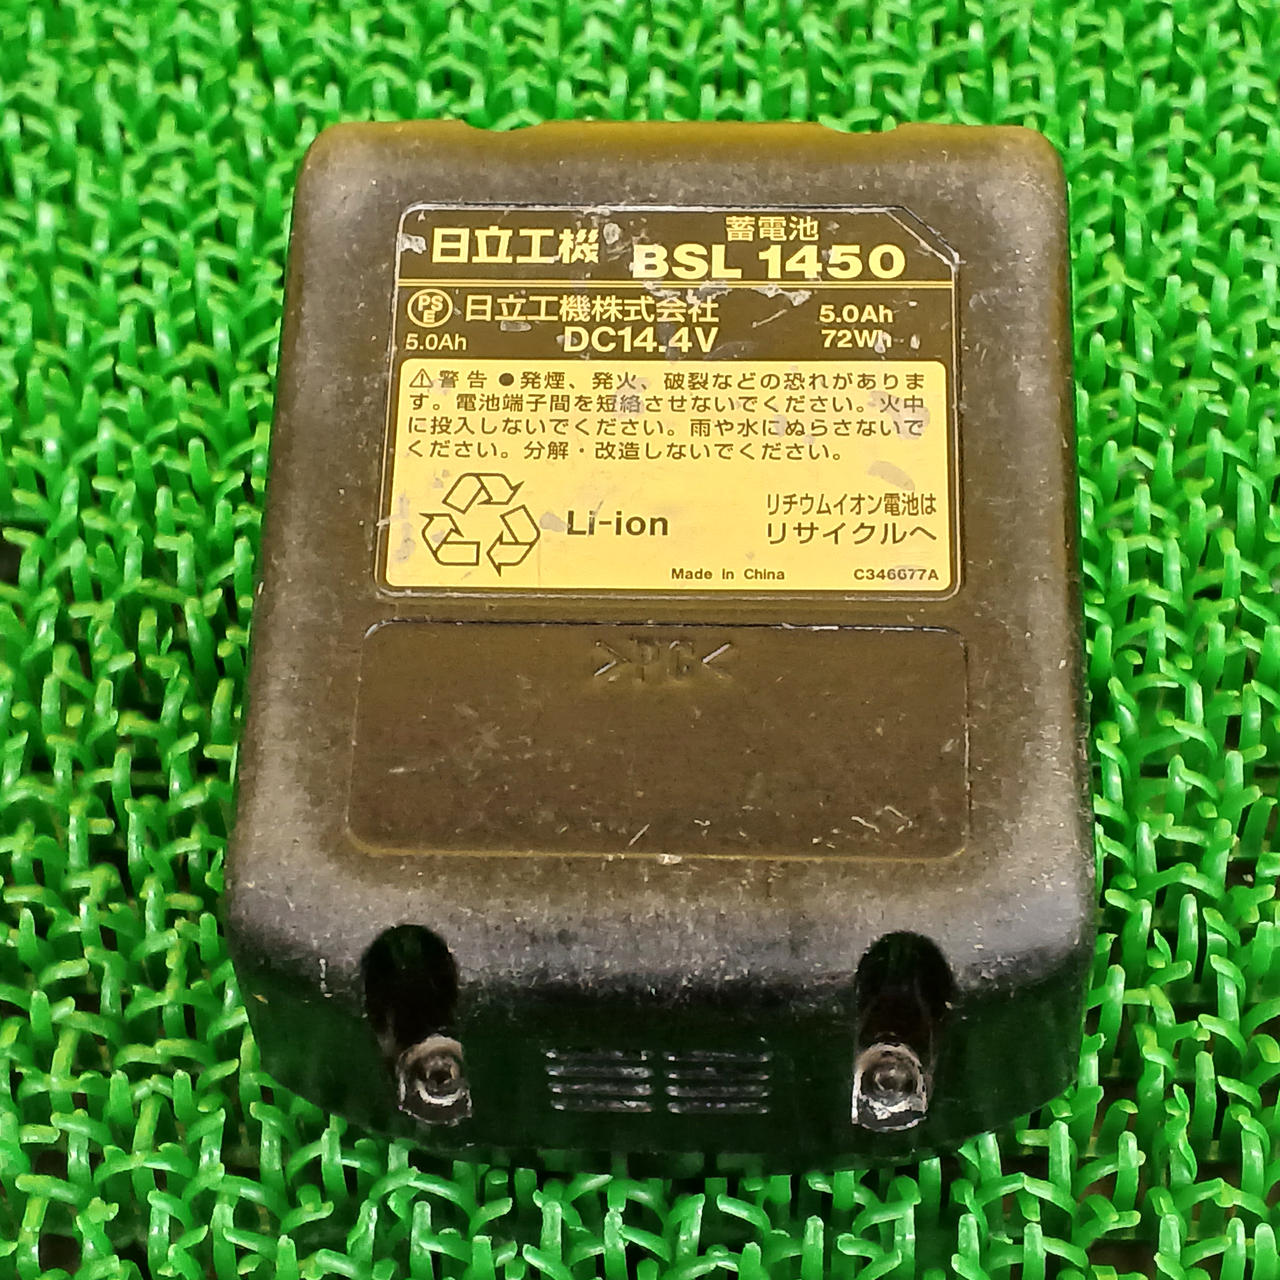 日立工機
蓄電池
BSL 1450
PS
E
日立工機株式会社
5.0Ah
5.0Ah
DC14.4V
72Wh
⚠警告 ●発煙、発火、破裂などの恐れがありま
す。電池端子間を短絡させないでください。火中
に投入しないでください。雨や水にぬらさないで
ください。分解・改造しないでください。
Li-ion
リチウムイオン電池は
リサイクルへ
Made in China
C346677A
>PC<